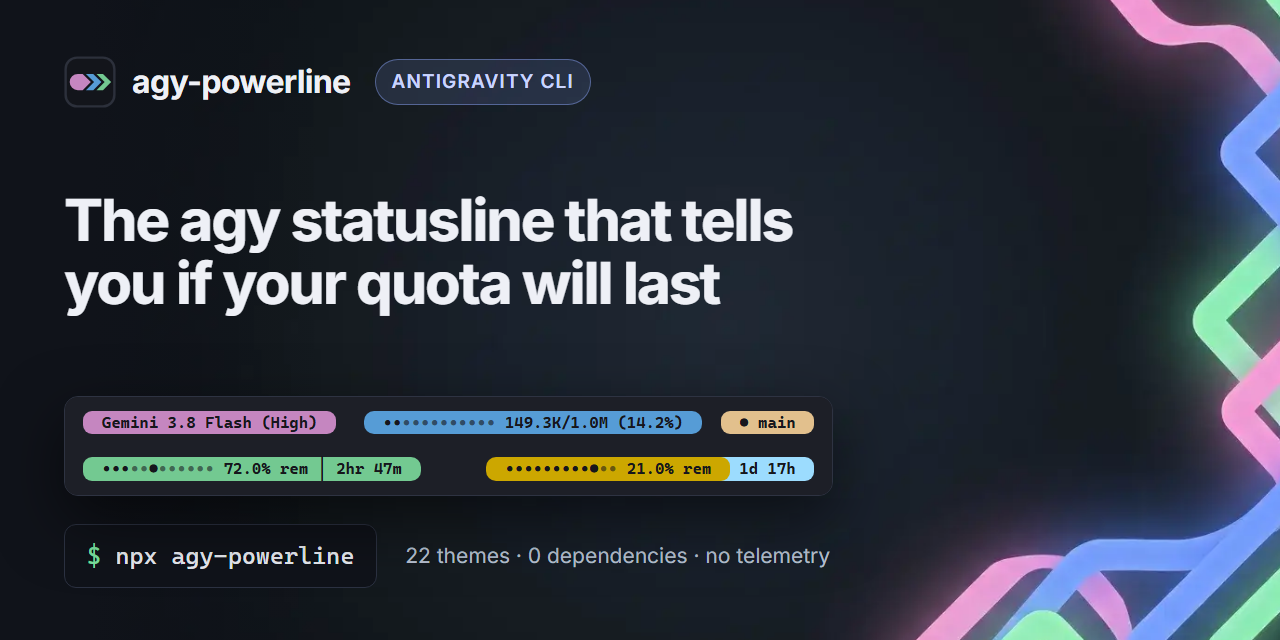 agy-powerline ANTIGRAVITY CLI
The agy statusline that tells
you if your quota will last
Gemini 3.8 Flash (High) 149.3K/1.0M (14.2%) ● main
72.0% rem 2hr 47m 21.0% rem 1d 17h
$ npx agy-powerline 22 themes · 0 dependencies · no telemetry